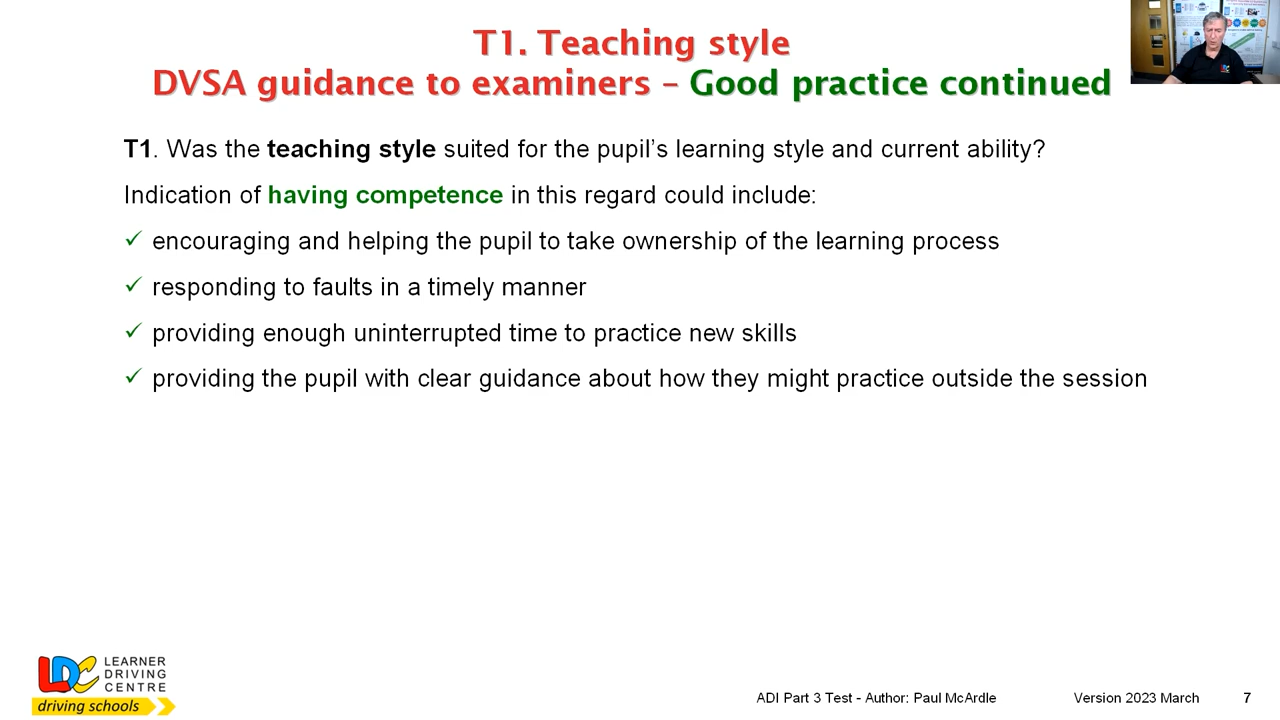 T1. Teaching style
DVSA guidance to examiners – Good practice continued
T1. Was the teaching style suited for the pupil's learning style and current ability?
Indication of having competence in this regard could include:
✓ encouraging and helping the pupil to take ownership of the learning process
✓ responding to faults in a timely manner
✓ providing enough uninterrupted time to practice new skills
✓ providing the pupil with clear guidance about how they might practice outside the session
LDC LEARNER
DRIVING
CENTRE
driving schools
ADI Part 3 Test - Author: Paul McArdle
Version 2023 March
7